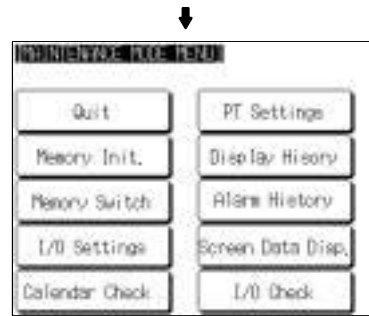 [MAINTENANCE MODE MENU]
Quit
PT Settings
Memory Init.
Display Hisory
Memory Switch
Alarm History
I/O Settings
Screen Data Disp.
Calendar Check
I/O Check